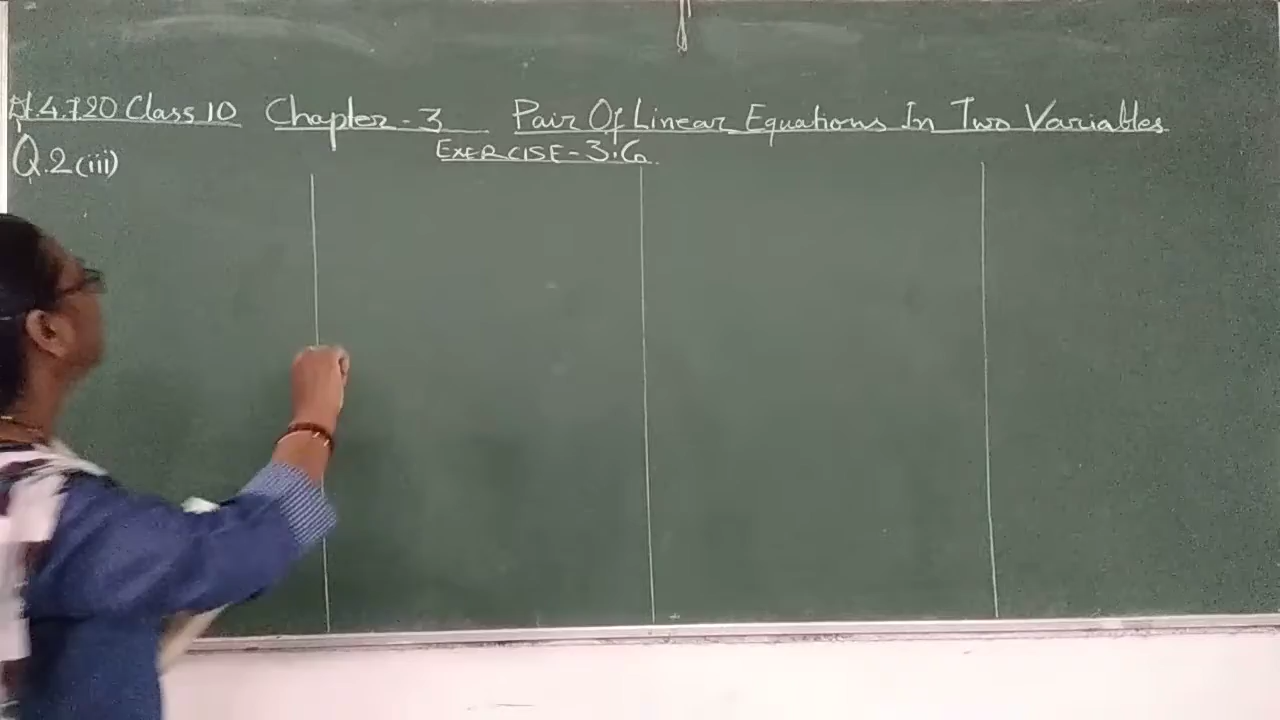 Dt.4.7.20 Class 10 Chapter-3 Pair Of Linear Equations In Two Variables
EXERCISE-3.6
Q.2(iii)